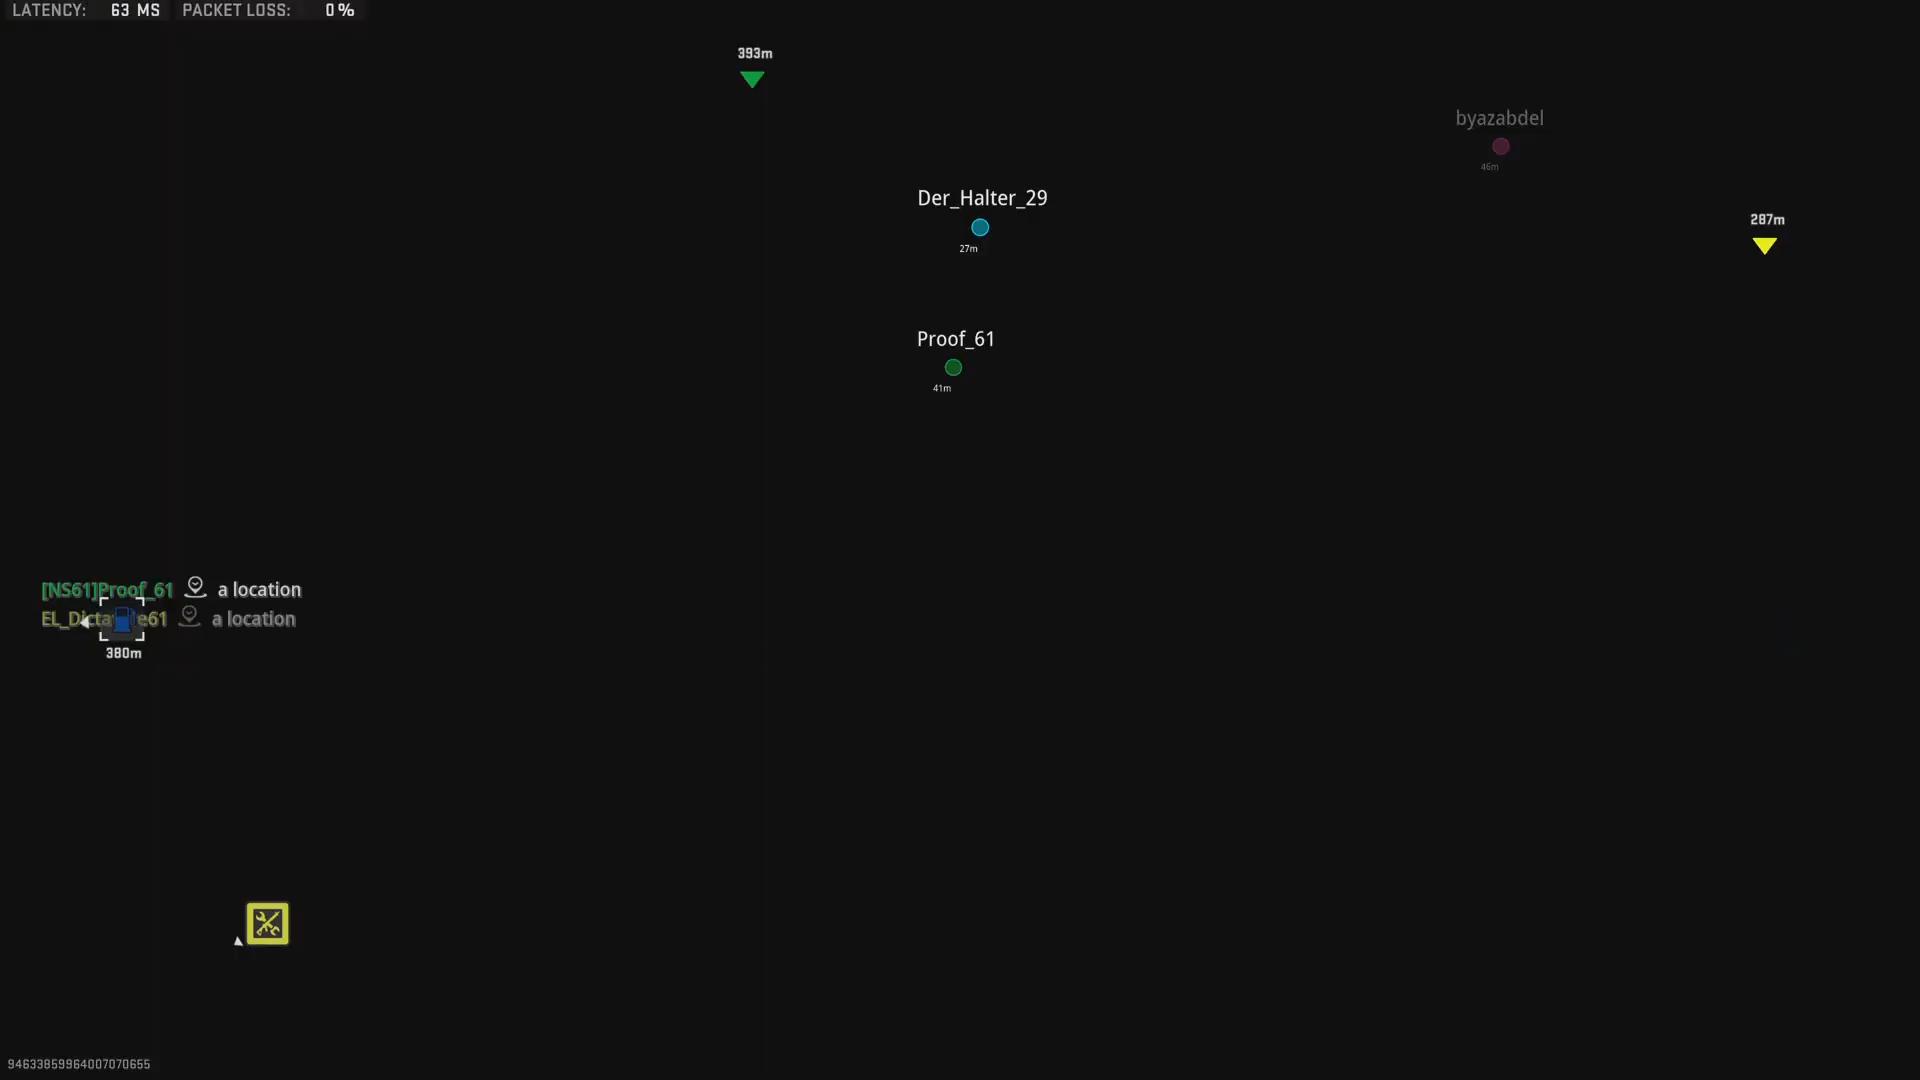 LATENCY: 63 MS PACKET LOSS: 0%
393m
byazabdel
46m
Der_Halter_29
27m
287m
Proof_61
41m
[NS61]Proof_61 a location
a location
380m
94633859964007070655